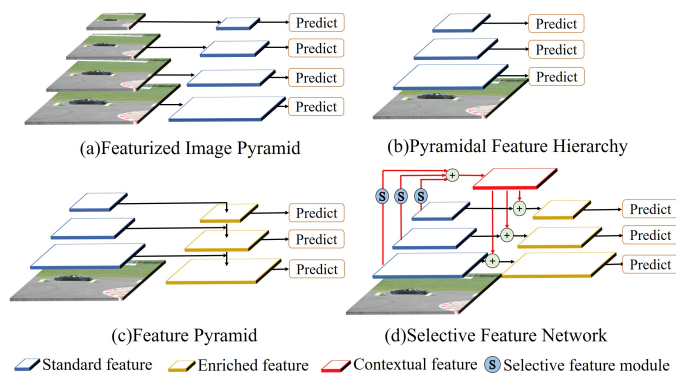 Predict
Predict
Predict
Predict
(a)Featurized Image Pyramid
Predict
Predict
Predict
(b)Pyramidal Feature Hierarchy
Predict
Predict
Predict
(c)Feature Pyramid
S S S + +
+
+
Predict
Predict
Predict
(d)Selective Feature Network
Standard feature Enriched feature Contextual feature S Selective feature module